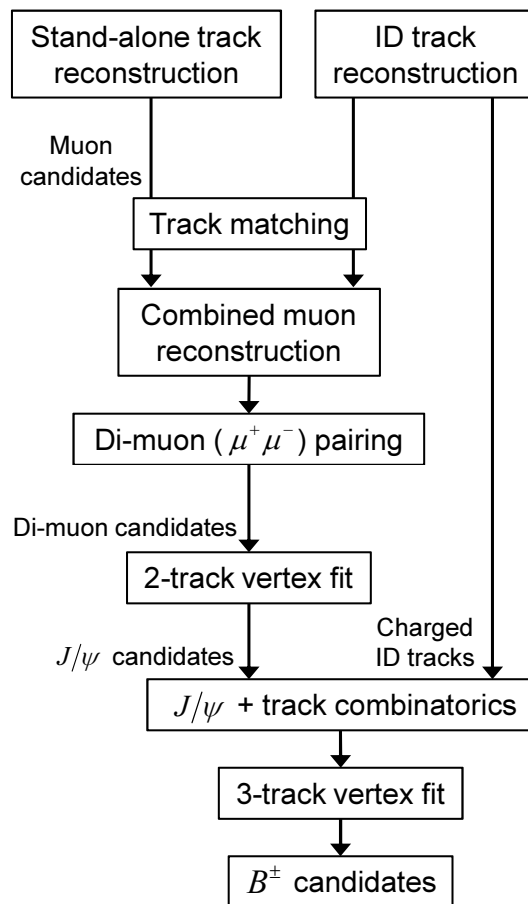 Stand-alone track
reconstruction
ID track
reconstruction
Muon
candidates
Track matching
Combined muon
reconstruction
Di-muon ( μ⁺ μ⁻ ) pairing
Di-muon candidates
2-track vertex fit
J/ψ candidates
Charged
ID tracks
J/ψ + track combinatorics
3-track vertex fit
B± candidates